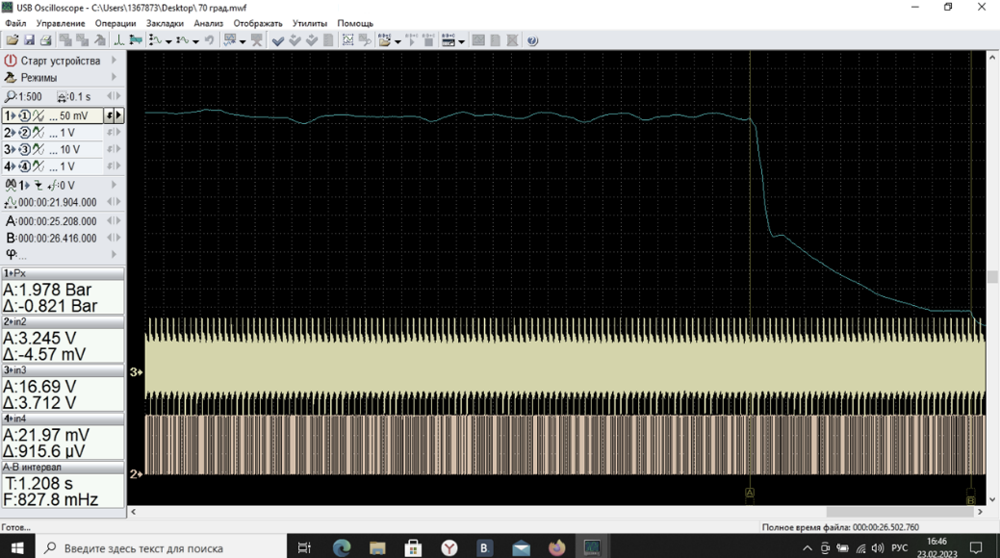 USB Oscilloscope - C:\Users\1367873\Desktop\ 70 град.mwf
Файл Управление Операции Закладки Анализ Отображать Утилиты Помощь
Старт устройства
Режимы
1:500 :0.1 s
1 1 ... 50 mV
2 2 ... 1 V
3 3 ... 10 V
4 4 ... 1 V
1 :0 V
:000:00:21.904.000
A:000:00:25.208.000
B:000:00:26.416.000
φ:...
1 Px
A:1.978 Bar
Δ:-0.821 Bar
2 in2
A:3.245 V
Δ:-4.57 mV
3 in3
A:16.69 V
Δ:3.712 V
4 in4
A:21.97 mV
Δ:915.6 µV
A-B интервал
T:1.208 s
F:827.8 mHz
3
2
A
B
Готов...
Полное время файла: 000:00:26.502.760
Введите здесь текст для поиска
РУС
16:46
23.02.2023